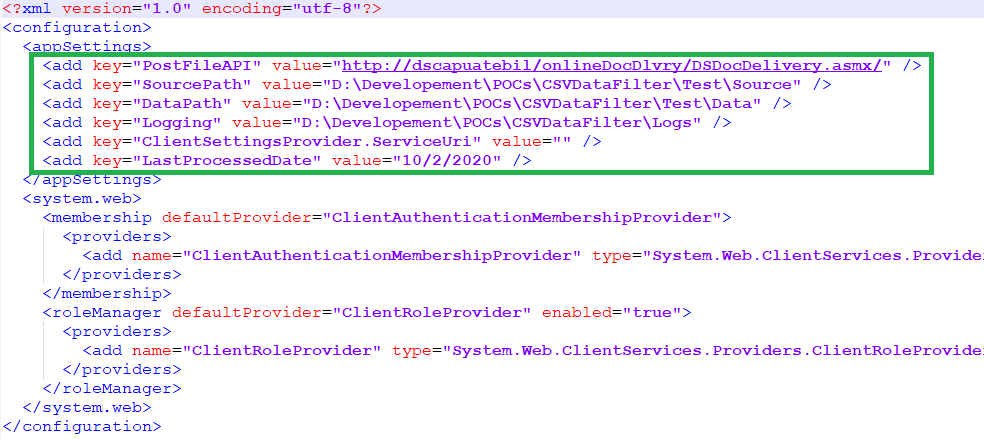 <?xml version="1.0" encoding="utf-8"?>
<configuration>
<appSettings>
<add key="PostFileAPI" value="http://dscapuatebil/onlineDocDlvry/DSDocDelivery.asmx/" />
<add key="SourcePath" value="D:\Developement\POCs\CSVDataFilter\Test\Source" />
<add key="DataPath" value="D:\Developement\POCs\CSVDataFilter\Test\Data" />
<add key="Logging" value="D:\Developement\POCs\CSVDataFilter\Logs" />
<add key="ClientSettingsProvider.ServiceUri" value="" />
<add key="LastProcessedDate" value="10/2/2020" />
</appSettings>
<system.web>
<membership defaultProvider="ClientAuthenticationMembershipProvider">
<providers>
<add name="ClientAuthenticationMembershipProvider" type="System.Web.ClientServices.Provider
</providers>
</membership>
<roleManager defaultProvider="ClientRoleProvider" enabled="true">
<providers>
<add name="ClientRoleProvider" type="System.Web.ClientServices.Providers.ClientRoleProvider
</providers>
</roleManager>
</system.web>
</configuration>